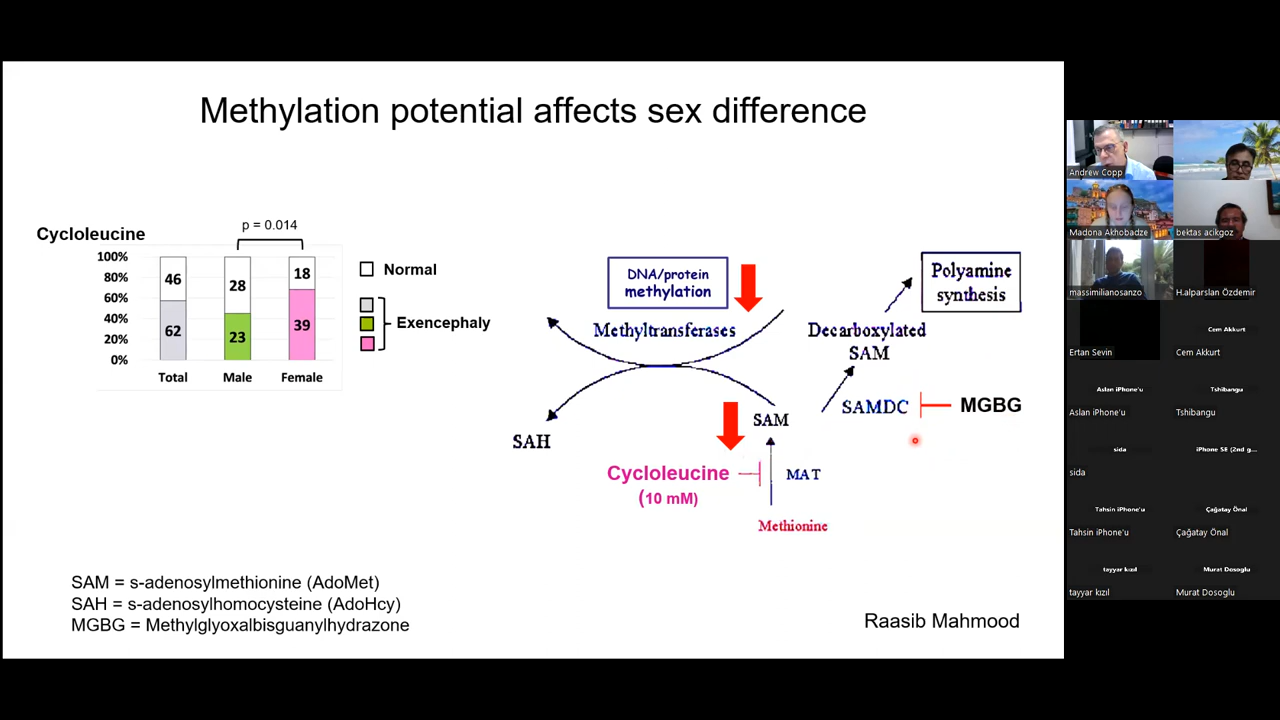 Methylation potential affects sex difference
p = 0.014
Cycloleucine
100%
80%
60%
40%
20%
0%
46
62
28
23
18
39
Total
Male
Female
Normal
Exencephaly
DNA/protein
methylation
Methyltransferases
SAH
SAM
Cycloleucine
(10 mM)
MAT
Methionine
Decarboxylated
SAM
SAMDC
MGBG
Polyamine
synthesis
SAM = s-adenosylmethionine (AdoMet)
SAH = s-adenosylhomocysteine (AdoHcy)
MGBG = Methylglyoxalbisguanylhydrazone
Raasib Mahmood
Andrew Copp
Madona Akhobadze
bektas acikgoz
massimilianosanzo
H.alparslan Özdemir
Ertan Sevin
Cem Akkurt
Cem Akkurt
Aslan iPhone'u
Aslan iPhone'u
Tshibangu
Tshibangu
sida
sida
iPhone SE (2nd g...
iPhone SE (2nd g...
Tahsin iPhone'u
Tahsin iPhone'u
Çağatay Önal
Çağatay Önal
tayyar kızıl
tayyar kızıl
Murat Dosoglu
Murat Dosoglu